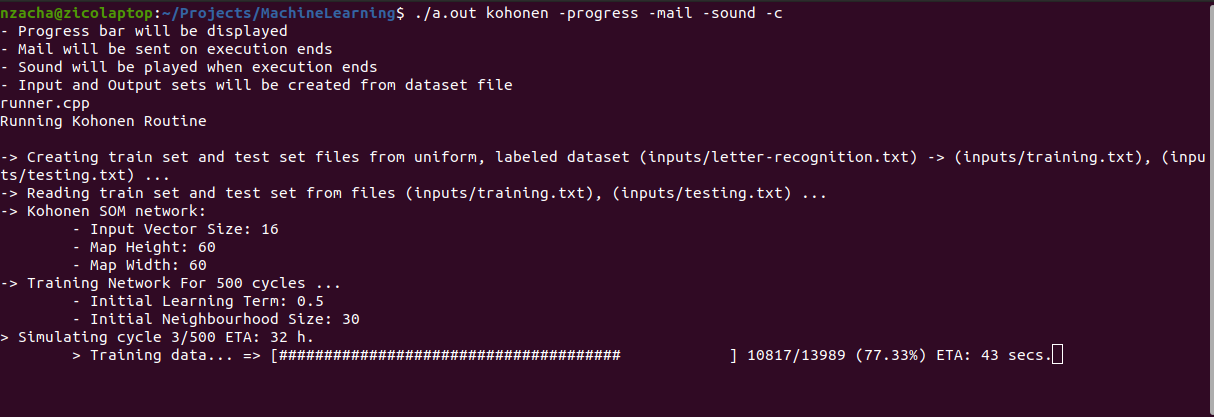 nzacha@zicolaptop:~/Projects/MachineLearning$ ./a.out kohonen -progress -mail -sound -c
- Progress bar will be displayed
- Mail will be sent on execution ends
- Sound will be played when execution ends
- Input and Output sets will be created from dataset file
runner.cpp
Running Kohonen Routine

-> Creating train set and test set files from uniform, labeled dataset (inputs/letter-recognition.txt) -> (inputs/training.txt), (inpu
ts/testing.txt) ...
-> Reading train set and test set from files (inputs/training.txt), (inputs/testing.txt) ...
-> Kohonen SOM network:
        - Input Vector Size: 16
        - Map Height: 60
        - Map Width: 60
-> Training Network For 500 cycles ...
        - Initial Learning Term: 0.5
        - Initial Neighbourhood Size: 30
> Simulating cycle 3/500 ETA: 32 h.
        > Training data... => [######################################            ] 10817/13989 (77.33%) ETA: 43 secs.